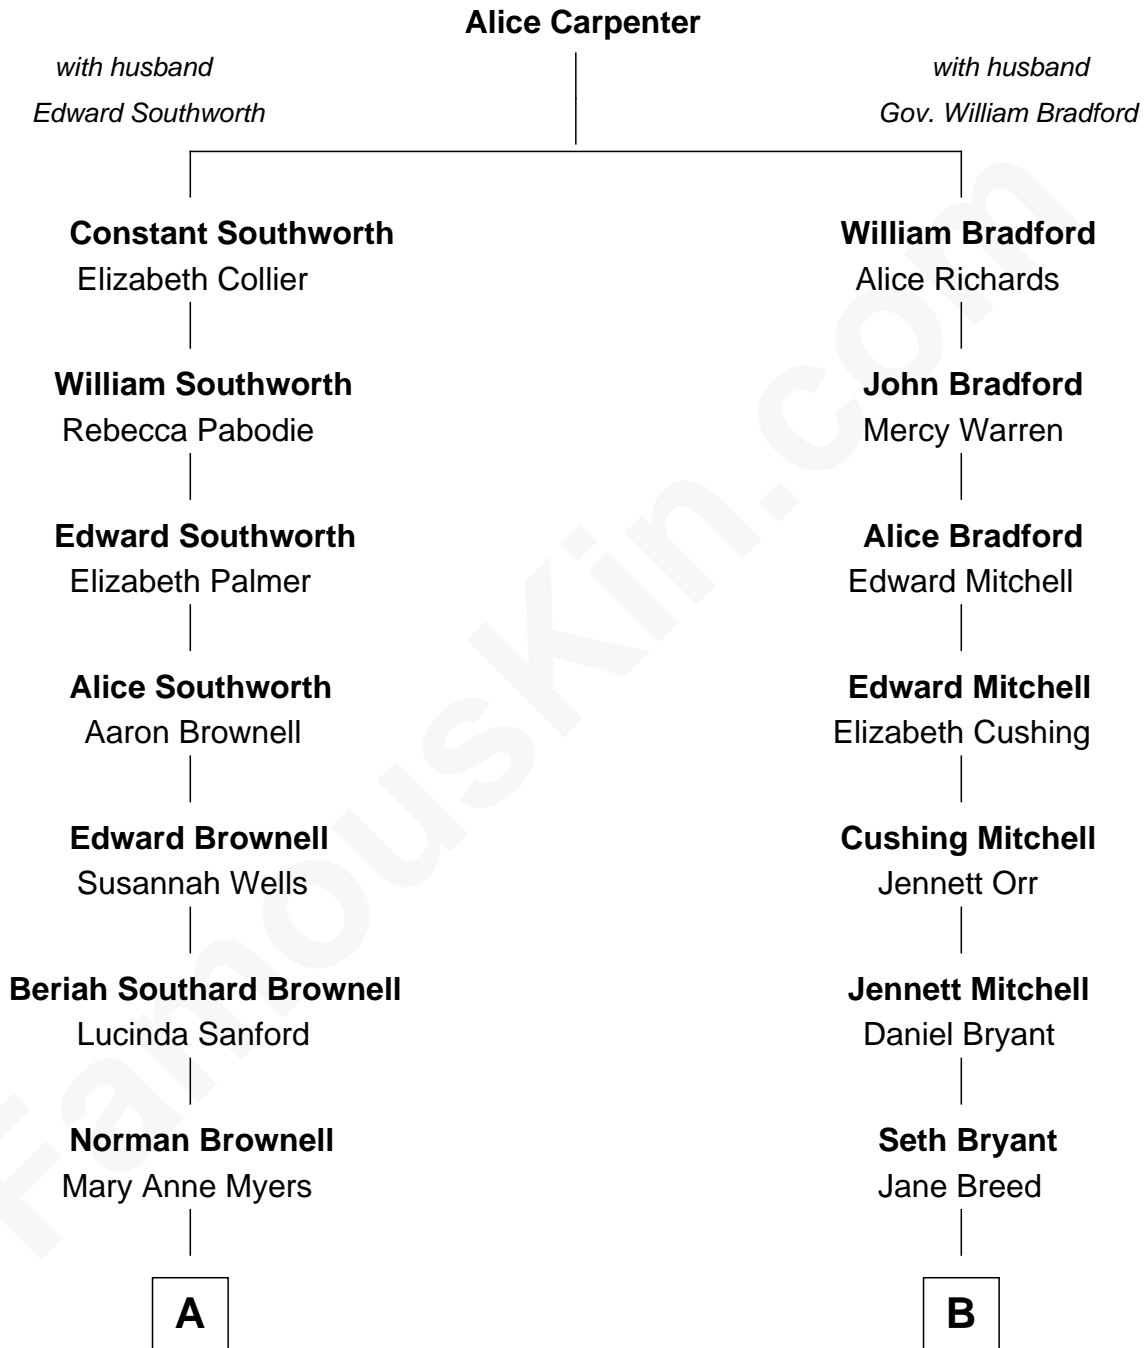 Alice Carpenter
with husband
Edward Southworth
with husband
Gov. William Bradford
Constant Southworth
Elizabeth Collier
William Bradford
Alice Richards
William Southworth
Rebecca Pabodie
John Bradford
Mercy Warren
Edward Southworth
Elizabeth Palmer
Alice Bradford
Edward Mitchell
Alice Southworth
Aaron Brownell
Edward Mitchell
Elizabeth Cushing
Edward Brownell
Susannah Wells
Cushing Mitchell
Jennett Orr
Beriah Southard Brownell
Lucinda Sanford
Jennett Mitchell
Daniel Bryant
Norman Brownell
Mary Anne Myers
Seth Bryant
Jane Breed
A
B
FamousKin.com